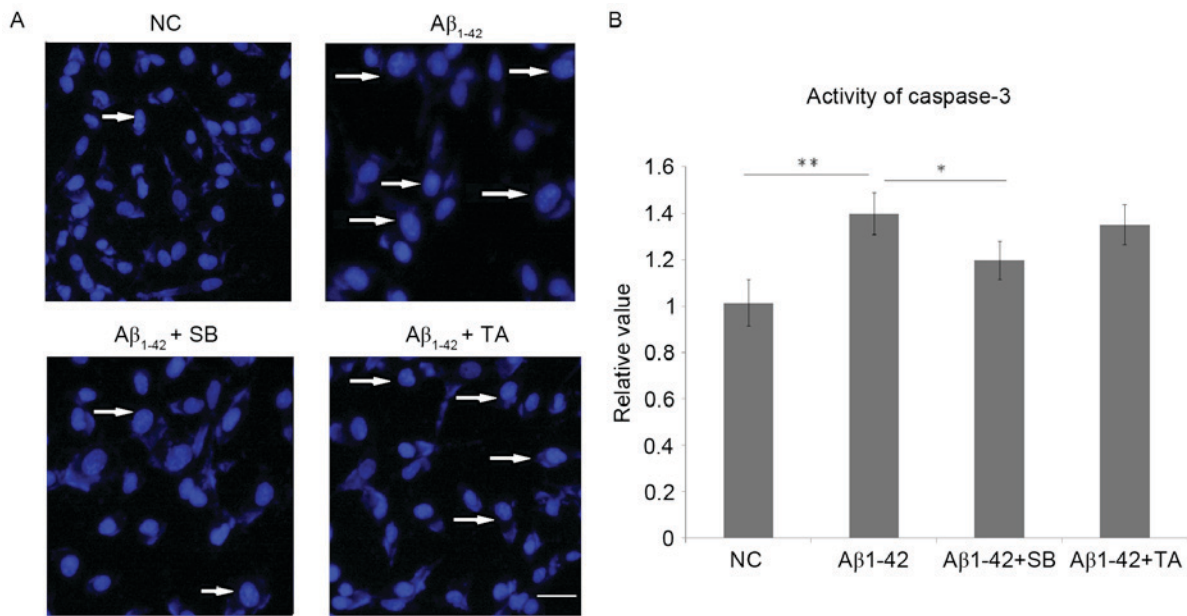 A
NC
Aβ1-42
Aβ1-42 + SB
Aβ1-42 + TA
B
Activity of caspase-3
**
*
Relative value
1.6
1.4
1.2
1
0.8
0.6
0.4
0.2
0
NC
Aβ1-42
Aβ1-42+SB
Aβ1-42+TA